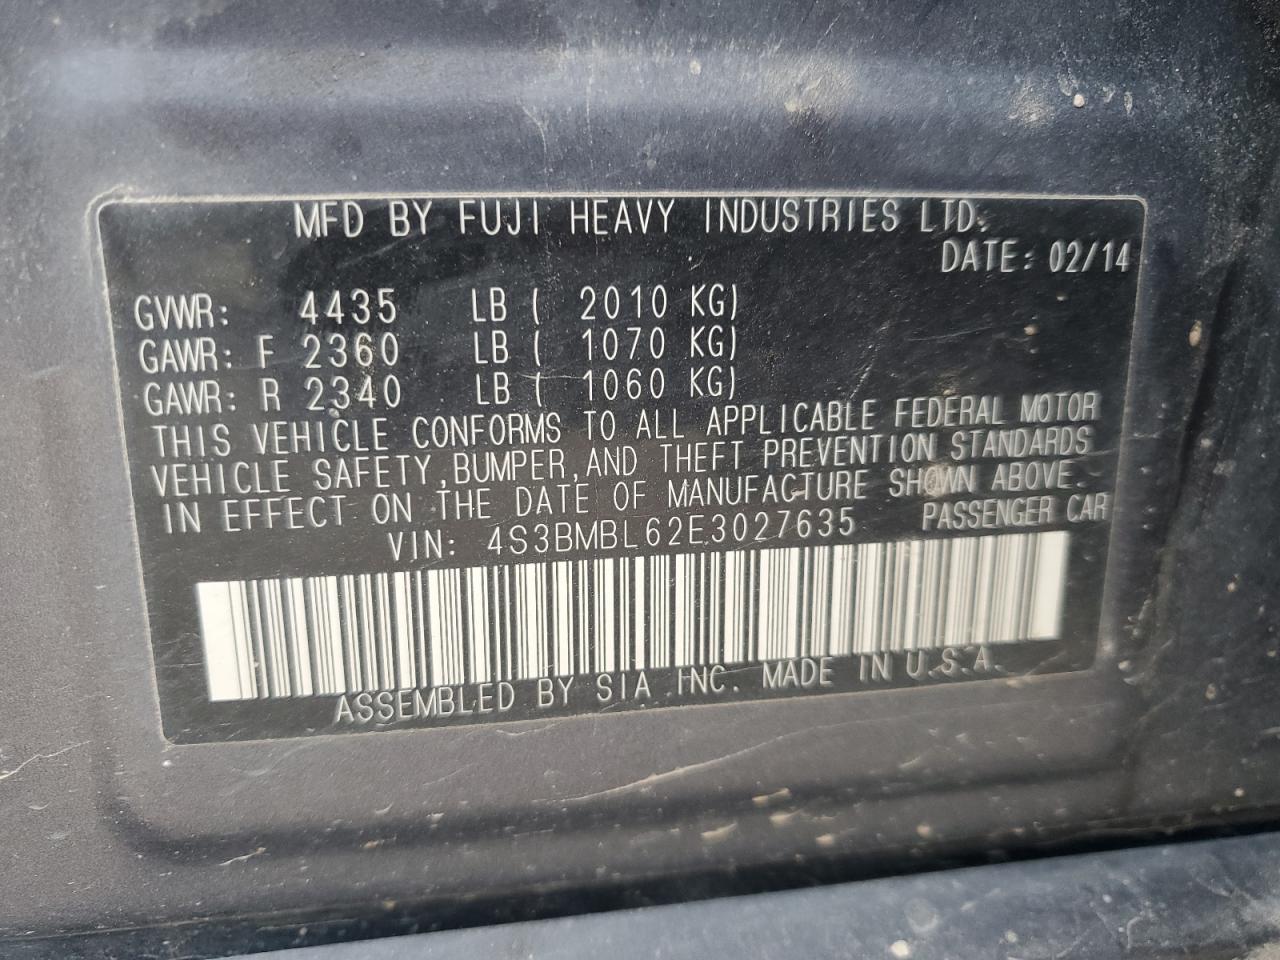 MFD BY FUJI HEAVY INDUSTRIES LTD.
DATE: 02/14
GVWR: 4435 LB ( 2010 KG)
GAWR: F 2360 LB ( 1070 KG)
GAWR: R 2340 LB ( 1060 KG)
THIS VEHICLE CONFORMS TO ALL APPLICABLE FEDERAL MOTOR
VEHICLE SAFETY, BUMPER, AND THEFT PREVENTION STANDARDS
IN EFFECT ON THE DATE OF MANUFACTURE SHOWN ABOVE.
VIN: 4S3BMBL62E3027635 PASSENGER CAR
ASSEMBLED BY SIA INC. MADE IN U.S.A.